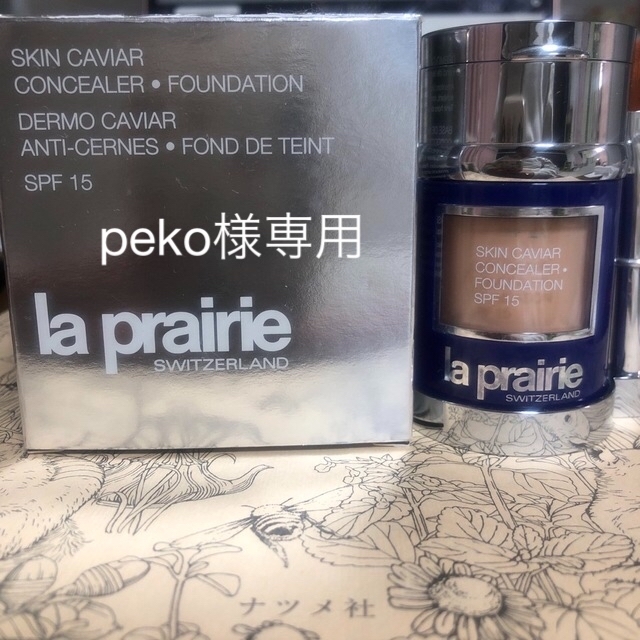 SKIN CAVIAR
CONCEALER • FOUNDATION
DERMO CAVIAR
ANTI-CERNES • FOND DE TEINT
SPF 15
peko様専用
la prairie
SWITZERLAND
SKIN CAVIAR
CONCEALER •
FOUNDATION
SPF 15
la prairie
SWITZERLAND
ナツメ社